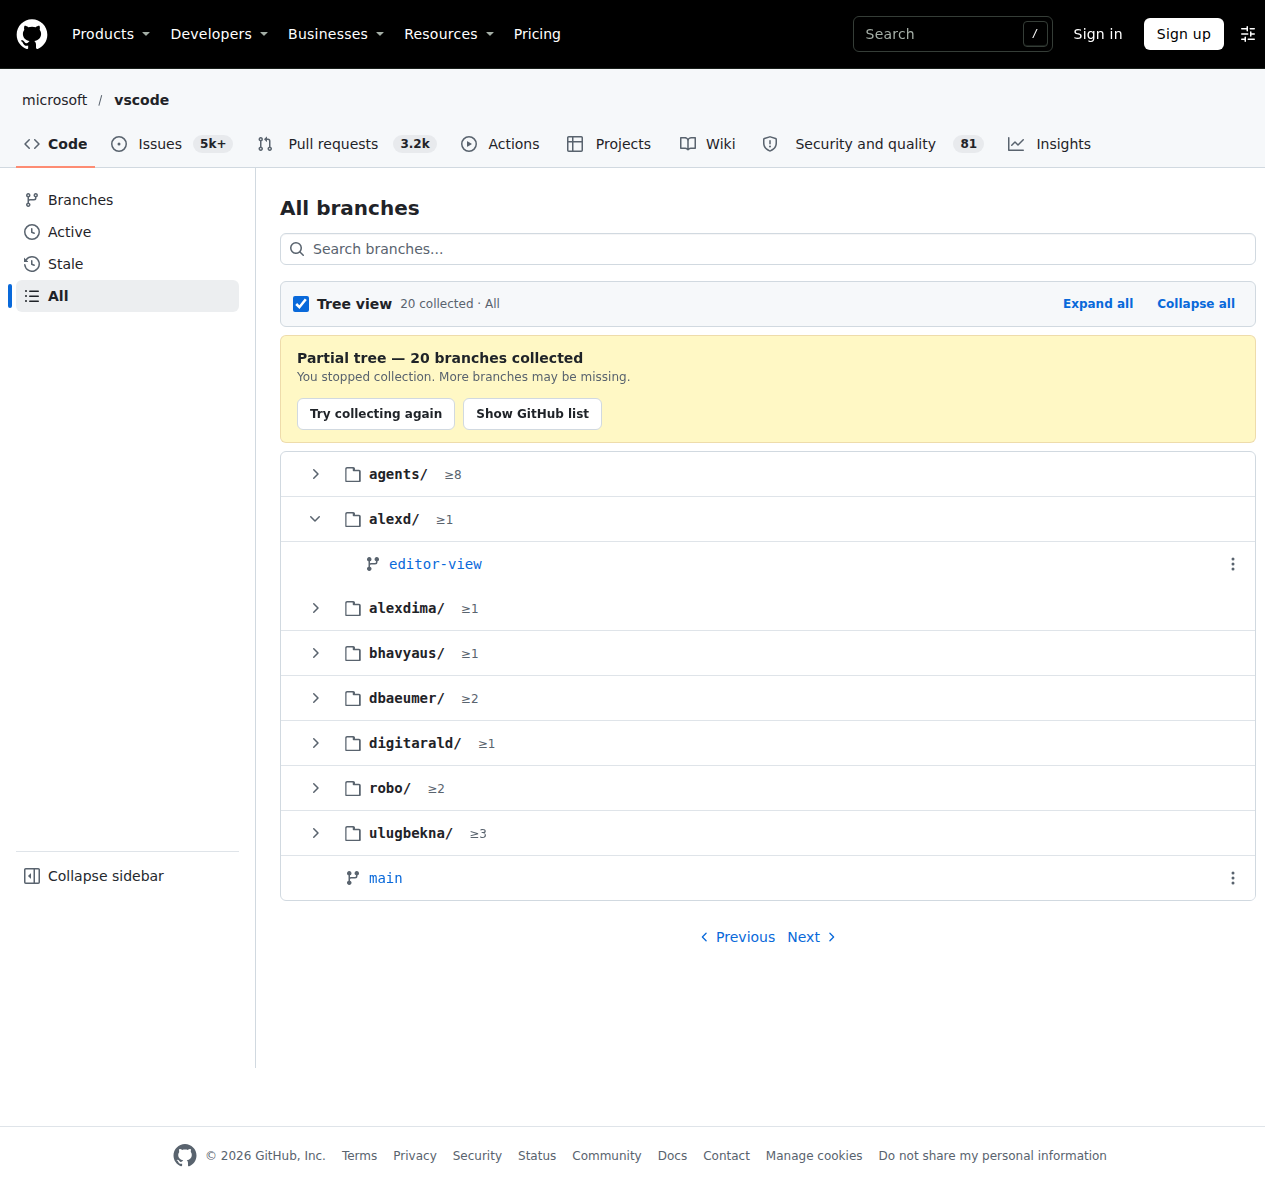 Products Developers Businesses Resources Pricing Search / Sign in Sign up
microsoft / vscode
Code Issues 5k+ Pull requests 3.2k Actions Projects Wiki Security and quality 81 Insights
Branches
Active
Stale
All
All branches
Search branches...
Tree view 20 collected · All Expand all Collapse all
Partial tree — 20 branches collected
You stopped collection. More branches may be missing.
Try collecting again Show GitHub list
agents/ ≥8
alexd/ ≥1
editor-view
alexdima/ ≥1
bhavyaus/ ≥1
dbaeumer/ ≥2
digitarald/ ≥1
robo/ ≥2
ulugbekna/ ≥3
main
Collapse sidebar
Previous Next
© 2026 GitHub, Inc. Terms Privacy Security Status Community Docs Contact Manage cookies Do not share my personal information